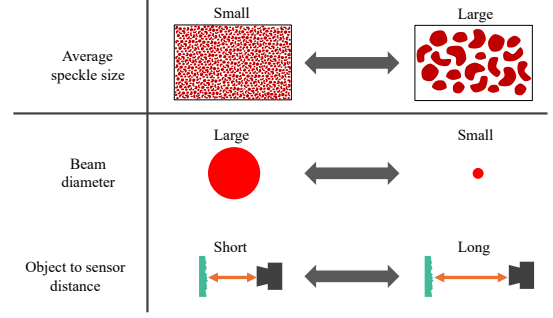 Small
Large
Average
speckle size
Large
Small
Beam
diameter
Short
Long
Object to sensor
distance